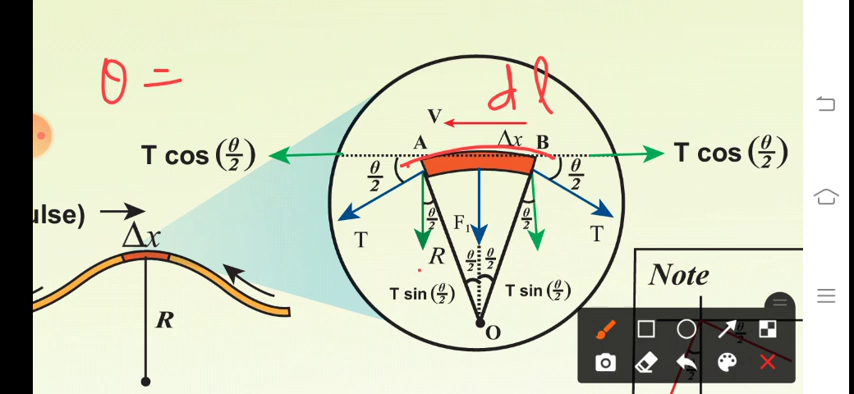 θ =
dl
V
A
Δx
B
T cos (θ/2)
T cos (θ/2)
θ/2
θ/2
ulse)
Δx
T
T
F₁
θ/2
θ/2
R
θ/2
θ/2
T sin (θ/2)
T sin (θ/2)
O
R
Note